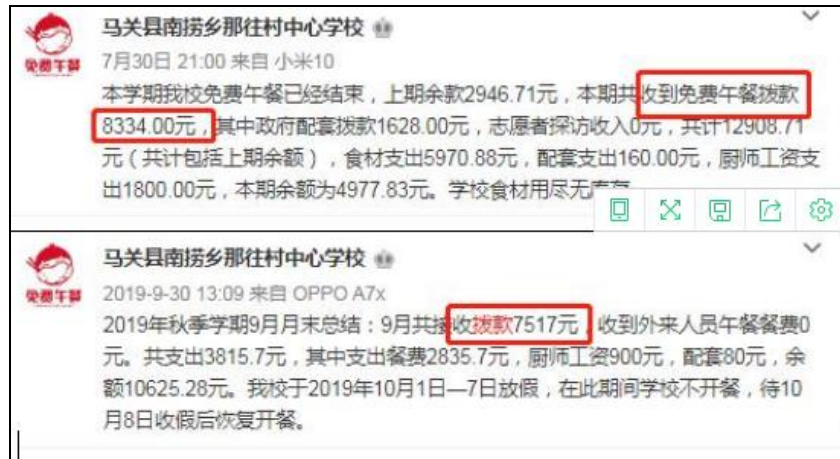 马关县南捞乡那往村中心学校
7月30日 21:00 来自 小米10
本学期我校免费午餐已经结束，上期余款2946.71元，本期共收到免费午餐拨款
8334.00元，其中政府配套拨款1628.00元，志愿者探访收入0元，共计12908.71
元（共计包括上期余额），食材支出5970.88元，配套支出160.00元，厨师工资支
出1800.00元，本期余额为4977.83元。学校食材用尽无库存
免费午餐
马关县南捞乡那往村中心学校
2019-9-30 13:09 来自 OPPO A7x
2019年秋季学期9月月末总结：9月共接收拨款7517元，收到外来人员午餐餐费0
元。共支出3815.7元，其中支出餐费2835.7元，厨师工资900元，配套80元，余
额10625.28元。我校于2019年10月1日—7日放假，在此期间学校不开餐，待10
月8日收假后恢复开餐。
免费午餐